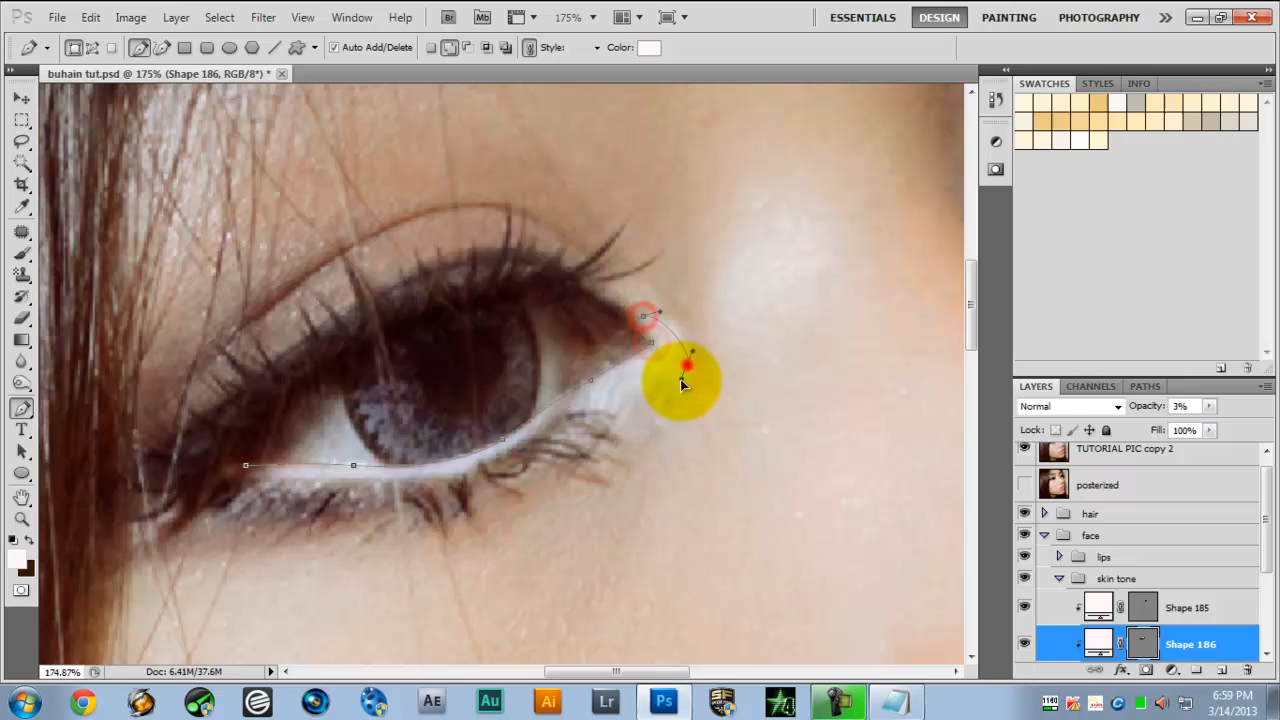 Ps File Edit Image Layer Select Filter View Window Help Br Mb 175% ESSENTIALS DESIGN PAINTING PHOTOGRAPHY
Auto Add/Delete Style: Color:
buhain tut.psd @ 175% (Shape 186, RGB/8*) *
SWATCHES STYLES INFO
LAYERS CHANNELS PATHS
Normal Opacity: 3%
Lock: Fill: 100%
TUTORIAL PIC copy 2
posterized
hair
face
lips
skin tone
Shape 185
Shape 186
174.87% Doc: 6.41M/37.6M
Ae Au Ai Lr Ps
6:59 PM
3/14/2013